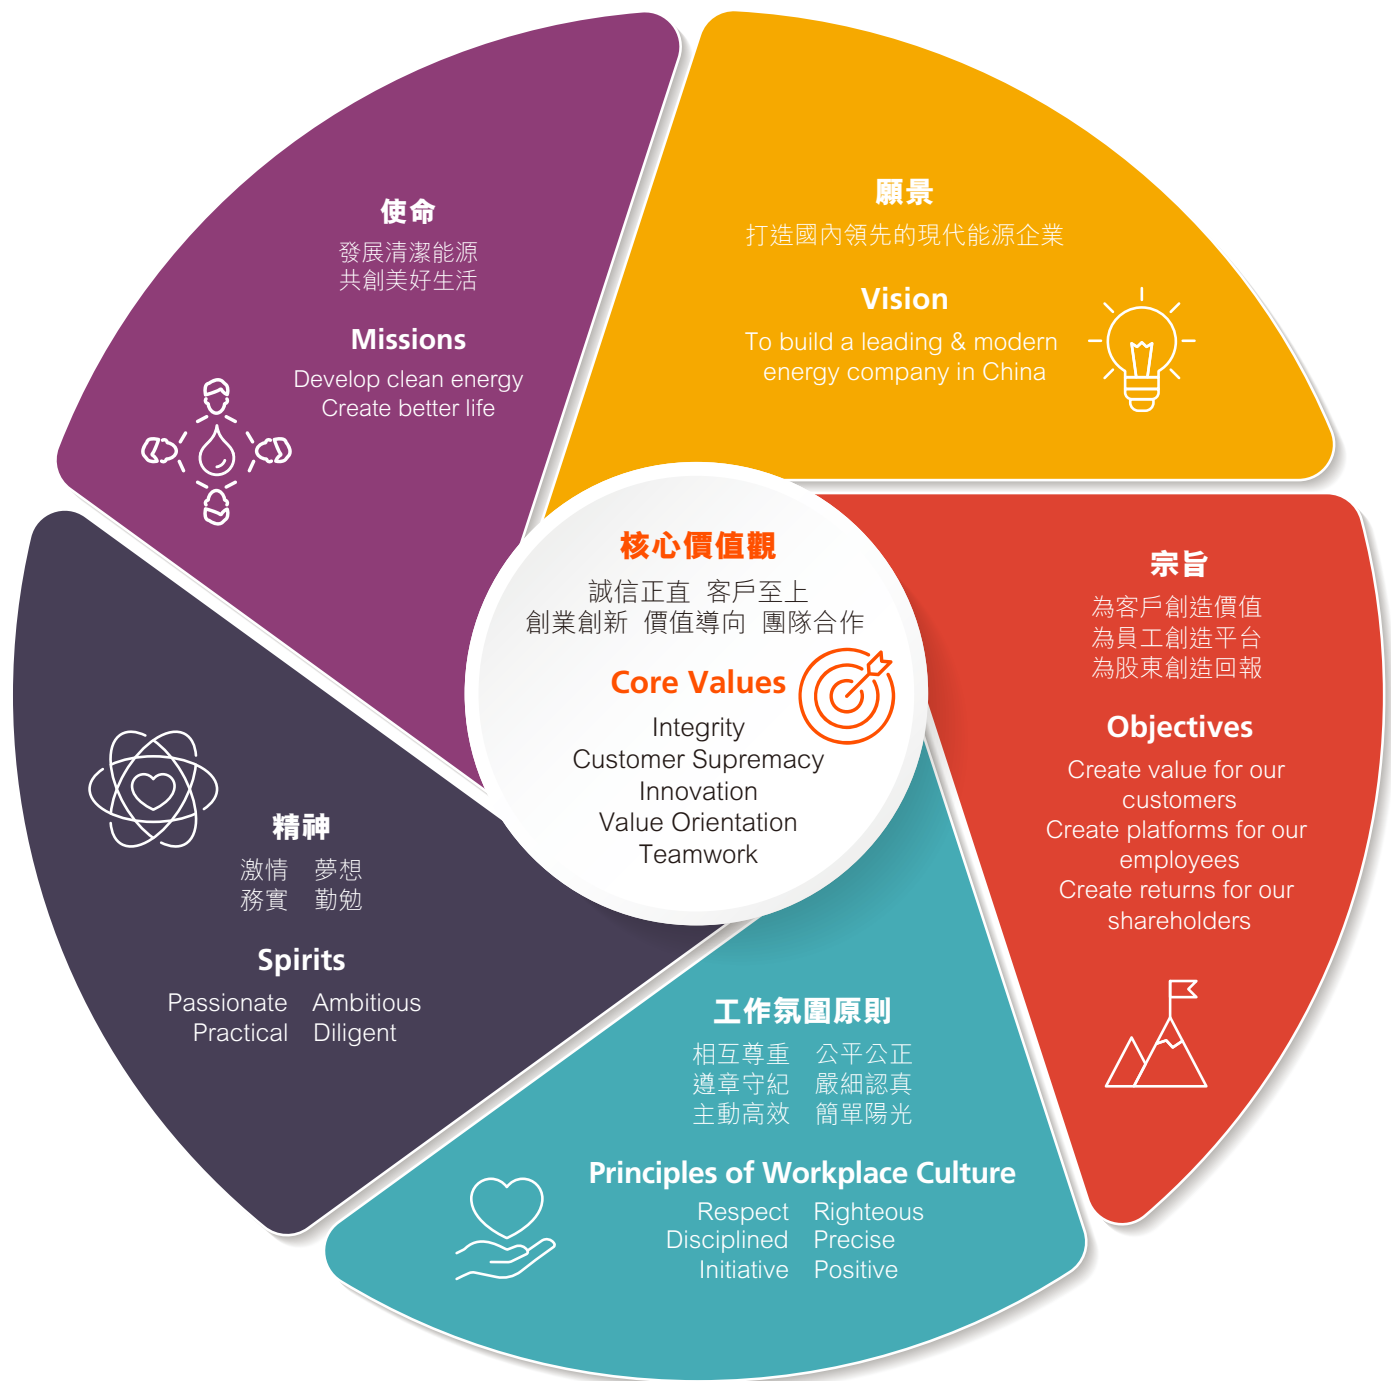 使命
發展清潔能源
共創美好生活
Missions
Develop clean energy
Create better life
願景
打造國內領先的現代能源企業
Vision
To build a leading & modern
energy company in China
核心價值觀
誠信正直 客戶至上
創業創新 價值導向 團隊合作
Core Values
Integrity
Customer Supremacy
Innovation
Value Orientation
Teamwork
宗旨
為客戶創造價值
為員工創造平台
為股東創造回報
Objectives
Create value for our
customers
Create platforms for our
employees
Create returns for our
shareholders
精神
激情 夢想
務實 勤勉
Spirits
Passionate Ambitious
Practical Diligent
工作氛圍原則
相互尊重 公平公正
遵章守紀 嚴細認真
主動高效 簡單陽光
Principles of Workplace Culture
Respect Righteous
Disciplined Precise
Initiative Positive